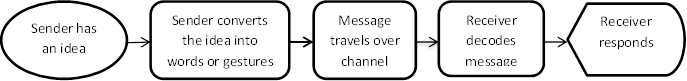 Sender has
an idea
Sender converts
the idea into
words or gestures
Message
travels over
channel
Receiver
decodes
message
Receiver
responds